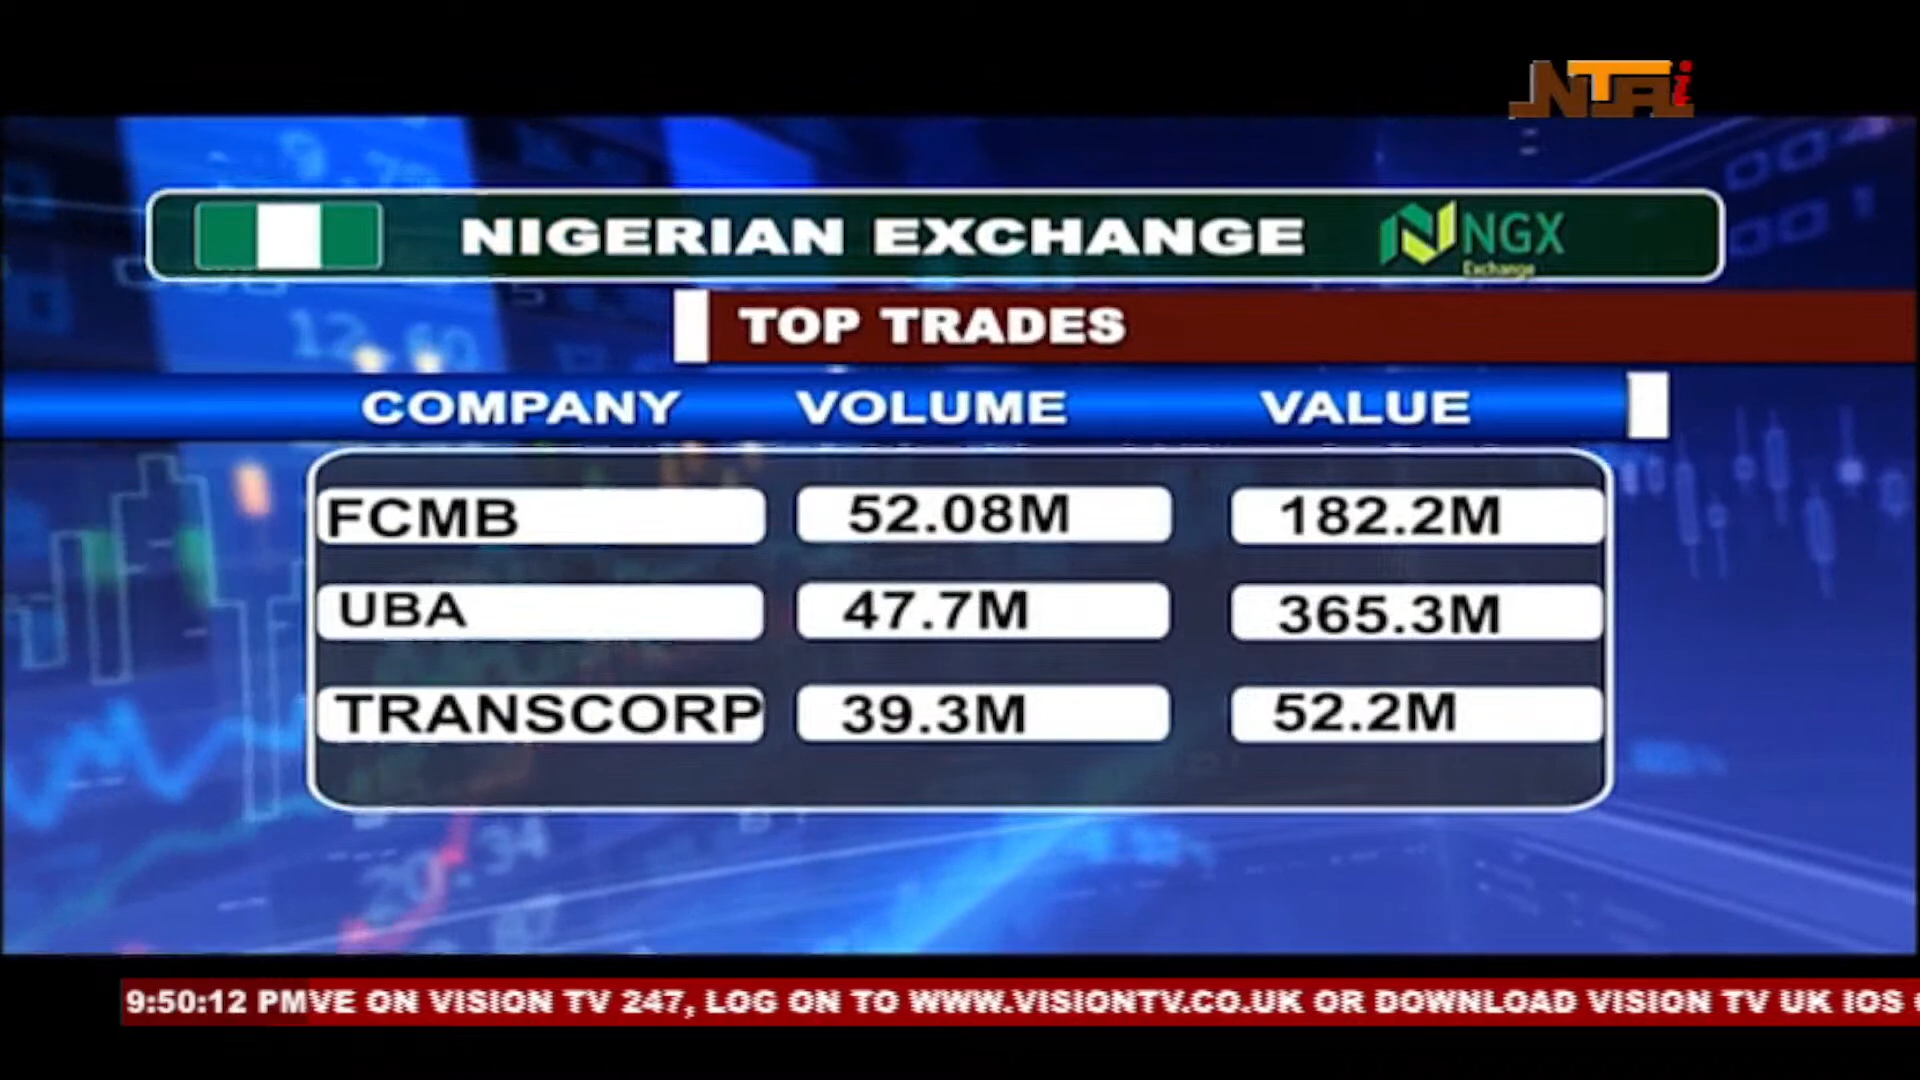 NTAi
NIGERIAN EXCHANGE
NGX
Exchange
TOP TRADES
COMPANY VOLUME VALUE
FCMB 52.08M 182.2M
UBA 47.7M 365.3M
TRANSCORP 39.3M 52.2M
9:50:12 PMVE ON VISION TV 247, LOG ON TO WWW.VISIONTV.CO.UK OR DOWNLOAD VISION TV UK IOS